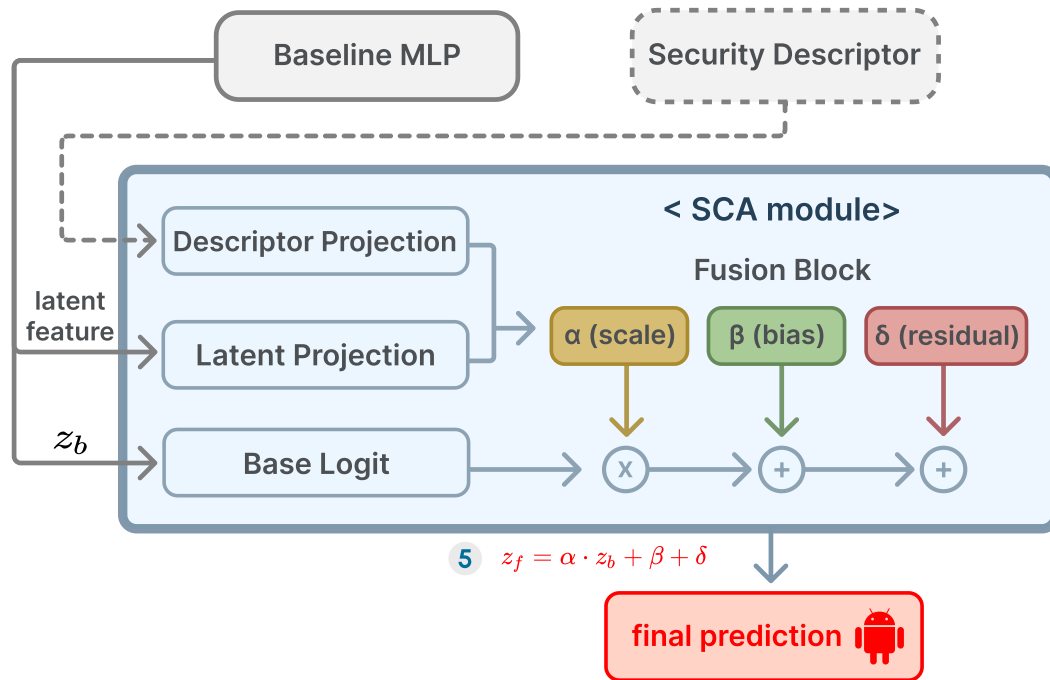 Baseline MLP
Security Descriptor
< SCA module>
Descriptor Projection
Fusion Block
latent
feature
Latent Projection
α (scale)
β (bias)
δ (residual)
z_b
Base Logit
x
+
+
5
z_f = α · z_b + β + δ
final prediction